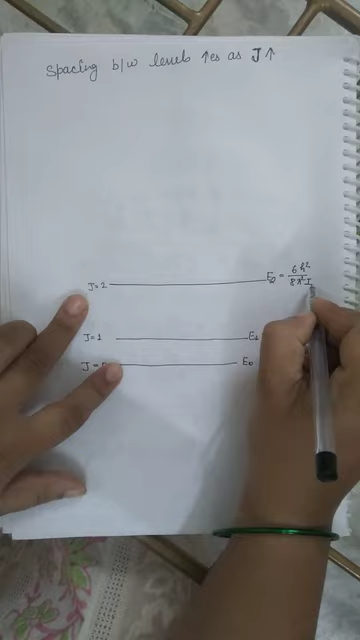 Spacing b/w levels ↑es as J↑
J=2 E₂ = 6h²/8π²I
J=1 E₁
J= E₀